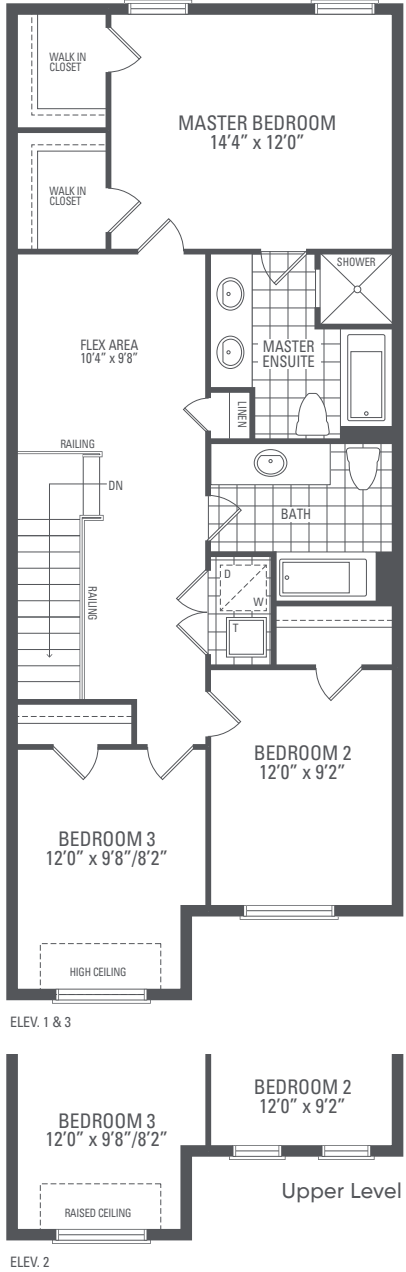 WALK IN
CLOSET
MASTER BEDROOM
14'4” x 12'0”
WALK IN
CLOSET
SHOWER
FLEX AREA
10'4” x 9'8”
MASTER
ENSUITE
LINEN
RAILING
DN
BATH
RAILING
D
W
T
BEDROOM 2
12'0” x 9'2”
BEDROOM 3
12'0” x 9'8”/8'2”
HIGH CEILING
ELEV. 1 & 3
BEDROOM 2
12'0” x 9'2”
BEDROOM 3
12'0” x 9'8”/8'2”
Upper Level
RAISED CEILING
ELEV. 2